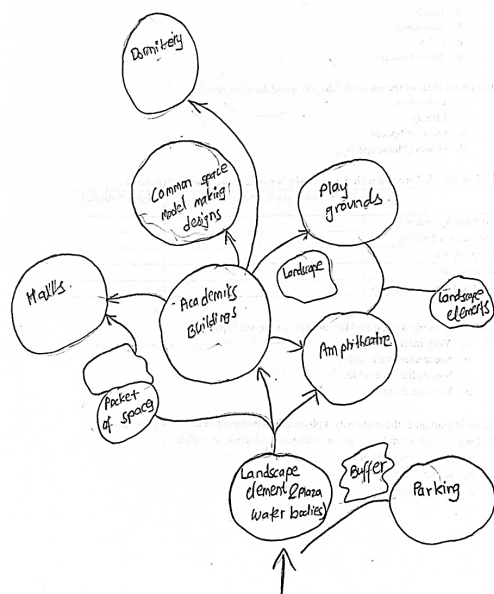 Dormitery
Common space
model making/
designs
Play
grounds.
Landscape
Malls.
Academics
Buildings
Landscape
elements
Amphitheatre
Pocket
of space
Landscape
element &plaza
water bodies)
Buffer
Parking